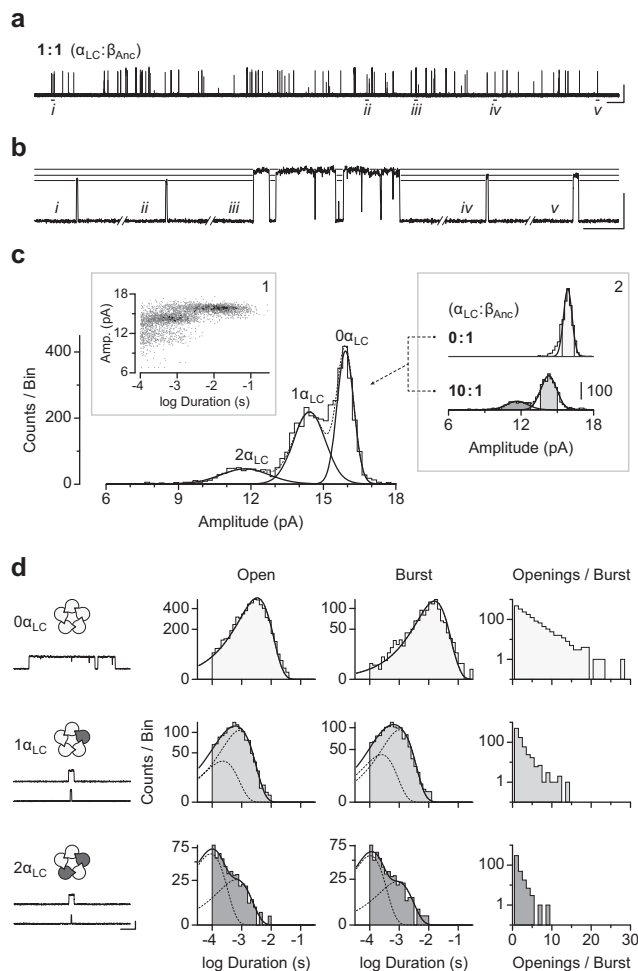 a
1:1 (αLC:βAnc)
i ii iii iv v
b
i ii iii iv v
c
1
Amp. (pA)
18
12
6
-4 -3 -2 -1
log Duration (s)
2
(αLC:βAnc)
0:1
10:1
100
6 12 18
Amplitude (pA)
Counts / Bin
400
200
0
0αLC
1αLC
2αLC
6 9 12 15 18
Amplitude (pA)
d
Open Burst Openings / Burst
0αLC
400
200
0
100
50
0
100
1
1αLC
Counts / Bin
100
50
0
100
50
0
100
1
2αLC
75
25
0
75
25
0
100
1
-4 -3 -2 -1 -4 -3 -2 -1 0 10 20 30
log Duration (s) log Duration (s) Openings / Burst